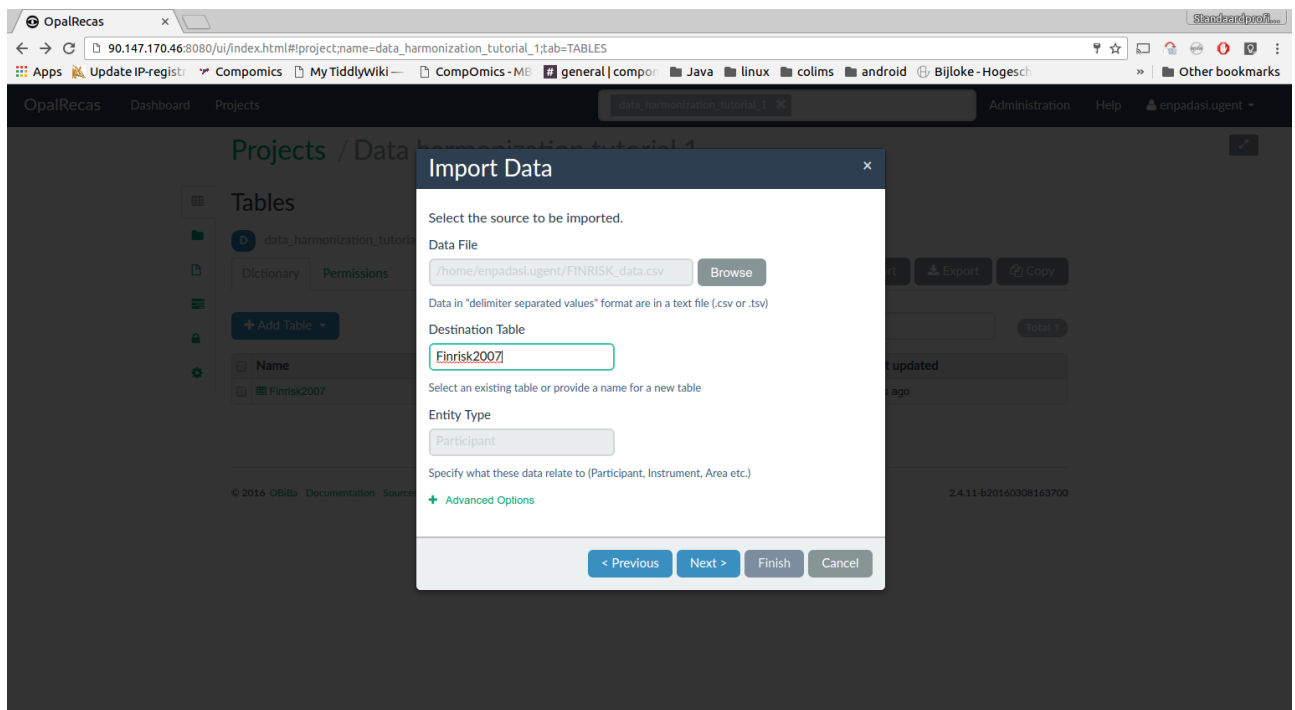 OpalRecas
Standaardprofi...
90.147.170.46:8080/ui/index.html#!project;name=data_harmonization_tutorial_1;tab=TABLES
Apps Update IP-registr Compomics My TiddlyWiki — CompOmics - MB general | compon Java linux colims android Bijloke - Hogesch » Other bookmarks
OpalRecas Dashboard Projects data_harmonization_tutorial_1 Administration Help enpadasi.ugent
Projects / Data harmonization tutorial 1
Import Data ×
Tables
Select the source to be imported.
D data_harmonization_tutoria
Data File
Dictionary Permissions
/home/enpadasi.ugent/FINRISK_data.csv Browse
rt Export Copy
Data in "delimiter separated values" format are in a text file (.csv or .tsv)
+ Add Table
Destination Table
Total 1
Finrisk2007
Name
t updated
Select an existing table or provide a name for a new table
Finrisk2007
s ago
Entity Type
Participant
Specify what these data relate to (Participant, Instrument, Area etc.)
© 2016 OBiBa Documentation Sources
2.4.11-b20160308163700
+ Advanced Options
< Previous Next > Finish Cancel